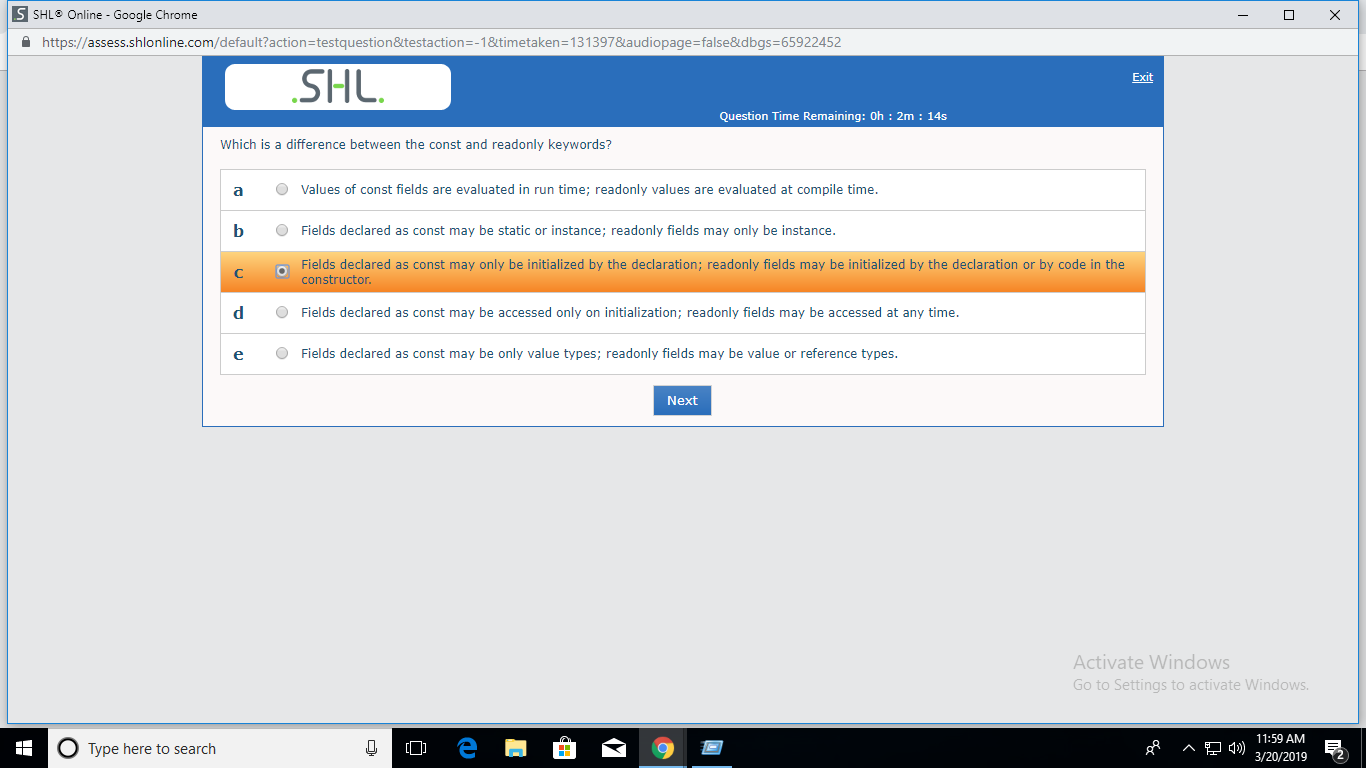 SHL® Online - Google Chrome
https://assess.shlonline.com/default?action=testquestion&testaction=-1&timetaken=131397&audiopage=false&dbgs=65922452
.SHL.
Exit
Question Time Remaining: 0h : 2m : 14s
Which is a difference between the const and readonly keywords?
a Values of const fields are evaluated in run time; readonly values are evaluated at compile time.
b Fields declared as const may be static or instance; readonly fields may only be instance.
c Fields declared as const may only be initialized by the declaration; readonly fields may be initialized by the declaration or by code in the
constructor.
d Fields declared as const may be accessed only on initialization; readonly fields may be accessed at any time.
e Fields declared as const may be only value types; readonly fields may be value or reference types.
Next
Activate Windows
Go to Settings to activate Windows.
Type here to search
11:59 AM
3/20/2019
2